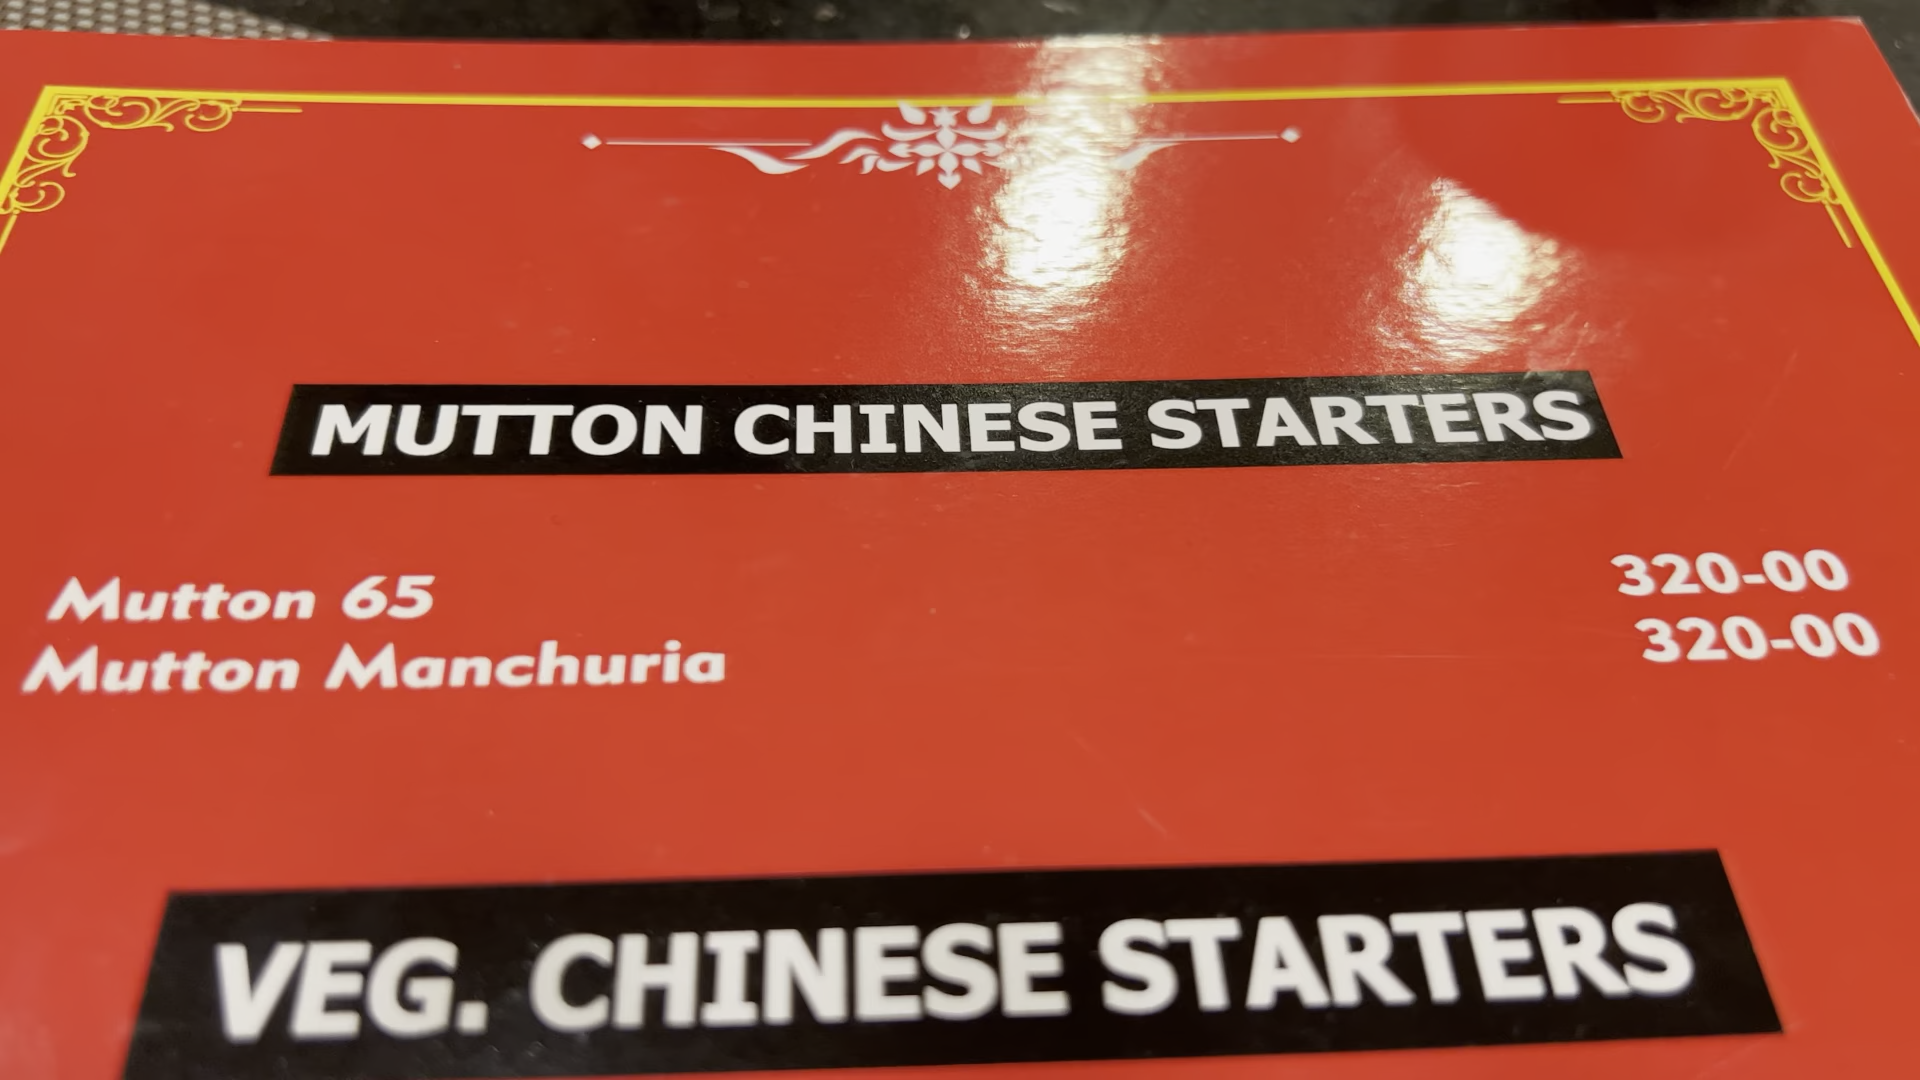 MUTTON CHINESE STARTERS
Mutton 65 320-00
Mutton Manchuria 320-00
VEG. CHINESE STARTERS